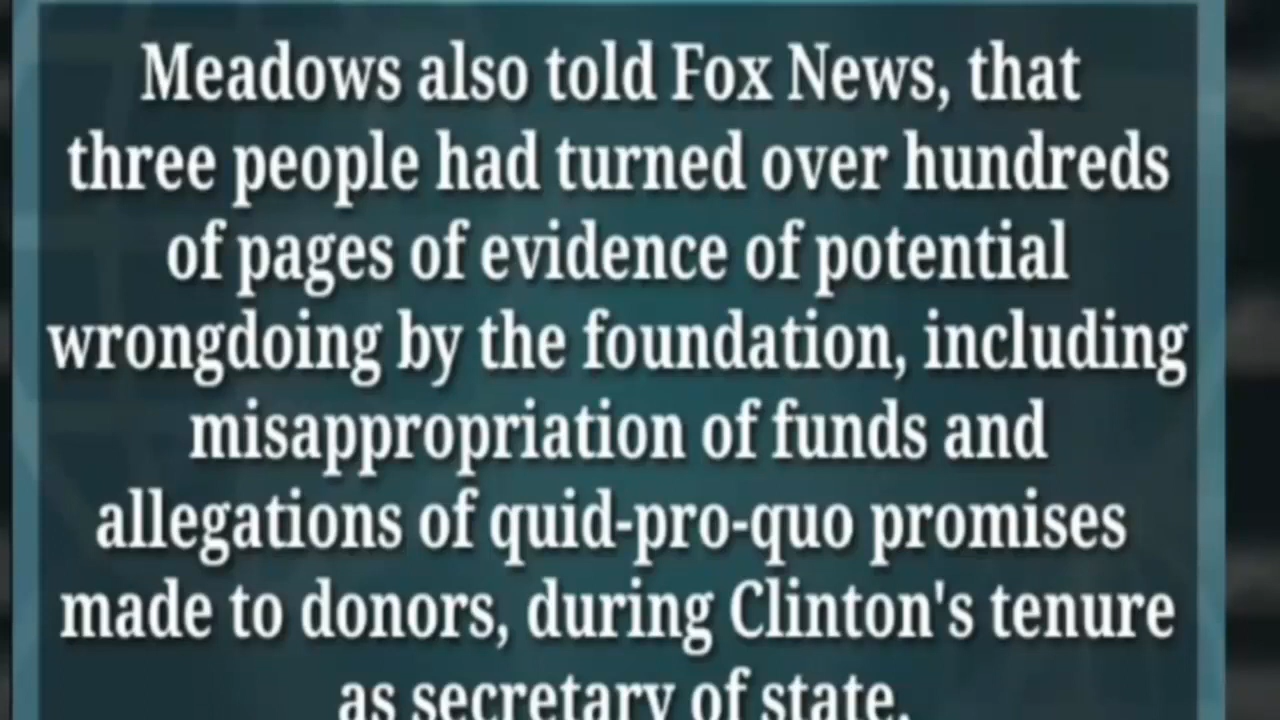 Meadows also told Fox News, that
three people had turned over hundreds
of pages of evidence of potential
wrongdoing by the foundation, including
misappropriation of funds and
allegations of quid-pro-quo promises
made to donors, during Clinton's tenure
as secretary of state.